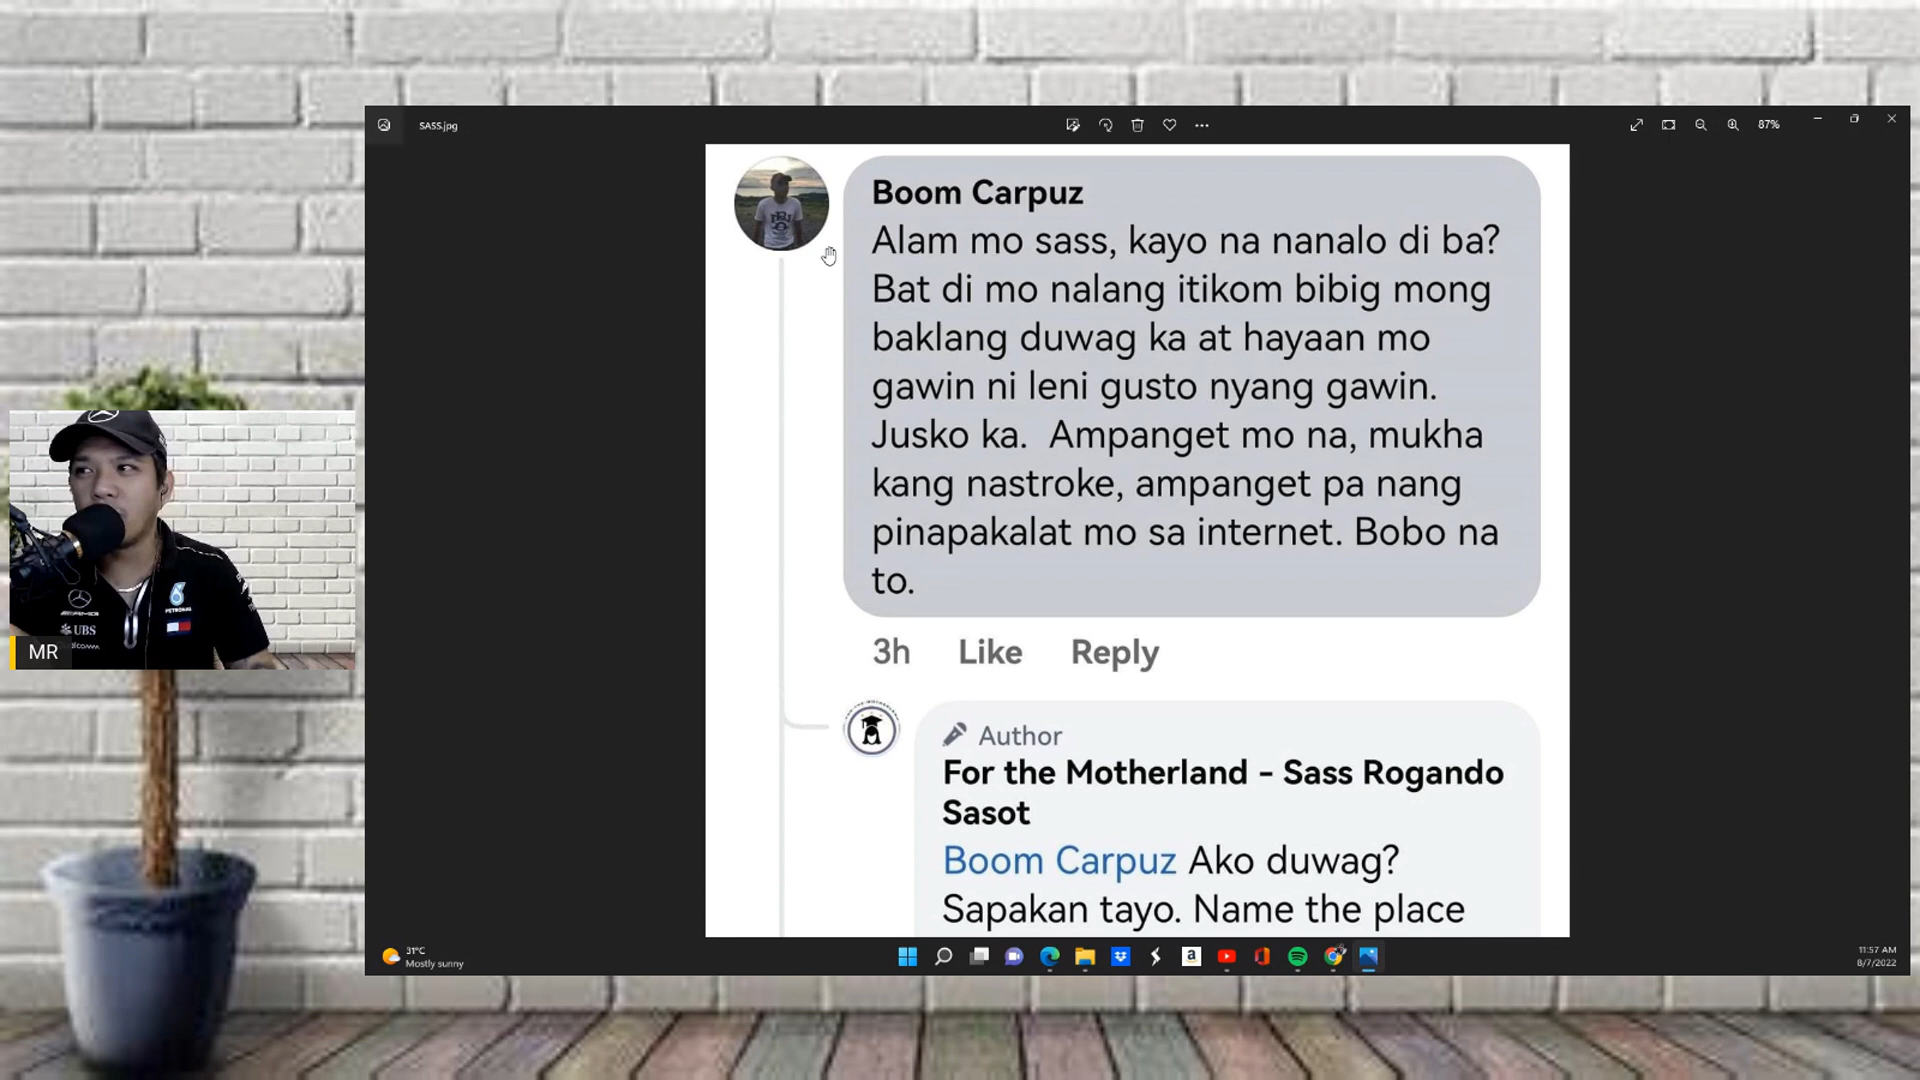 SASS.jpg
87%
Boom Carpuz
Alam mo sass, kayo na nanalo di ba?
Bat di mo nalang itikom bibig mong
baklang duwag ka at hayaan mo
gawin ni leni gusto nyang gawin.
Jusko ka.  Ampanget mo na, mukha
kang nastroke, ampanget pa nang
pinapakalat mo sa internet. Bobo na
to.
3h Like Reply
Author
For the Motherland - Sass Rogando
Sasot
Boom Carpuz Ako duwag?
Sapakan tayo. Name the place
PETRONAS
UBS
MR
31°C
Mostly sunny
11:57 AM
8/7/2022